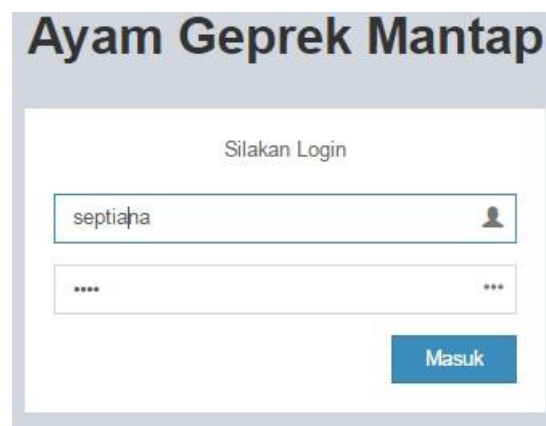 Ayam Geprek Mantap
Silakan Login
septiana
••••
Masuk